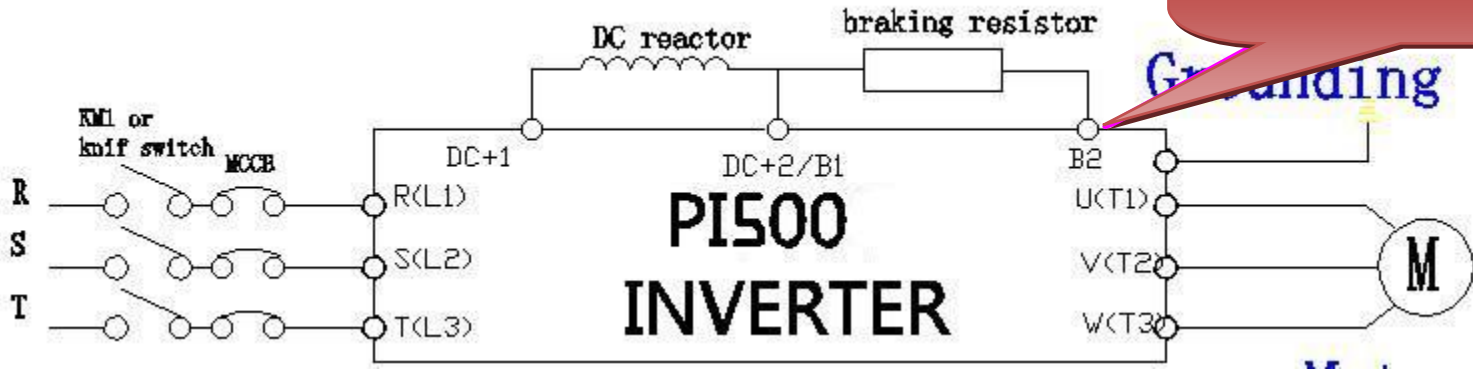 braking resistor
DC reactor
Grounding
KM1 or
knif switch
MCCB
DC+1
DC+2/B1
B2
R
R(L1)
PI500
U(T1)
S
S(L2)
V(T2)
M
T
T(L3)
INVERTER
W(T3)